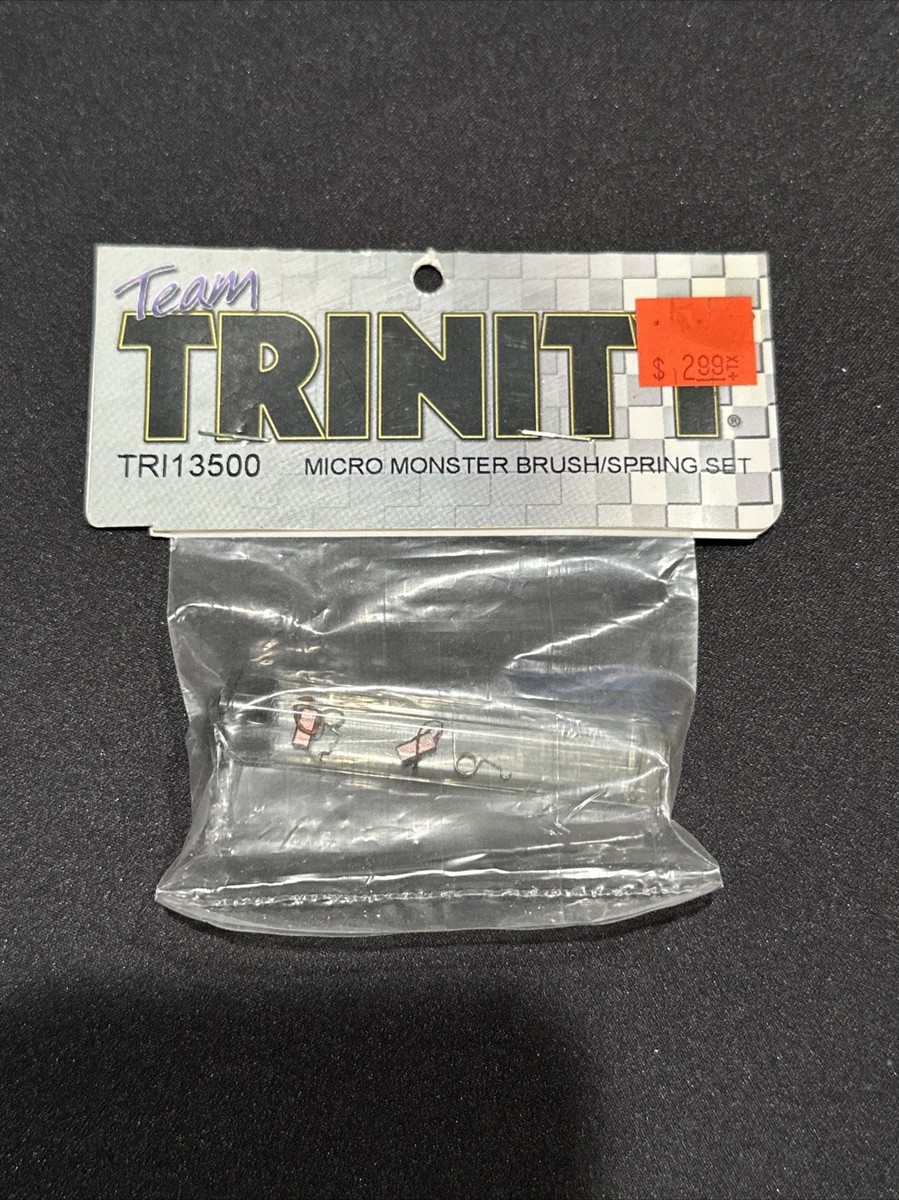 Team
TRINITY®
$ 2.99 +TX
TRI13500 MICRO MONSTER BRUSH/SPRING SET